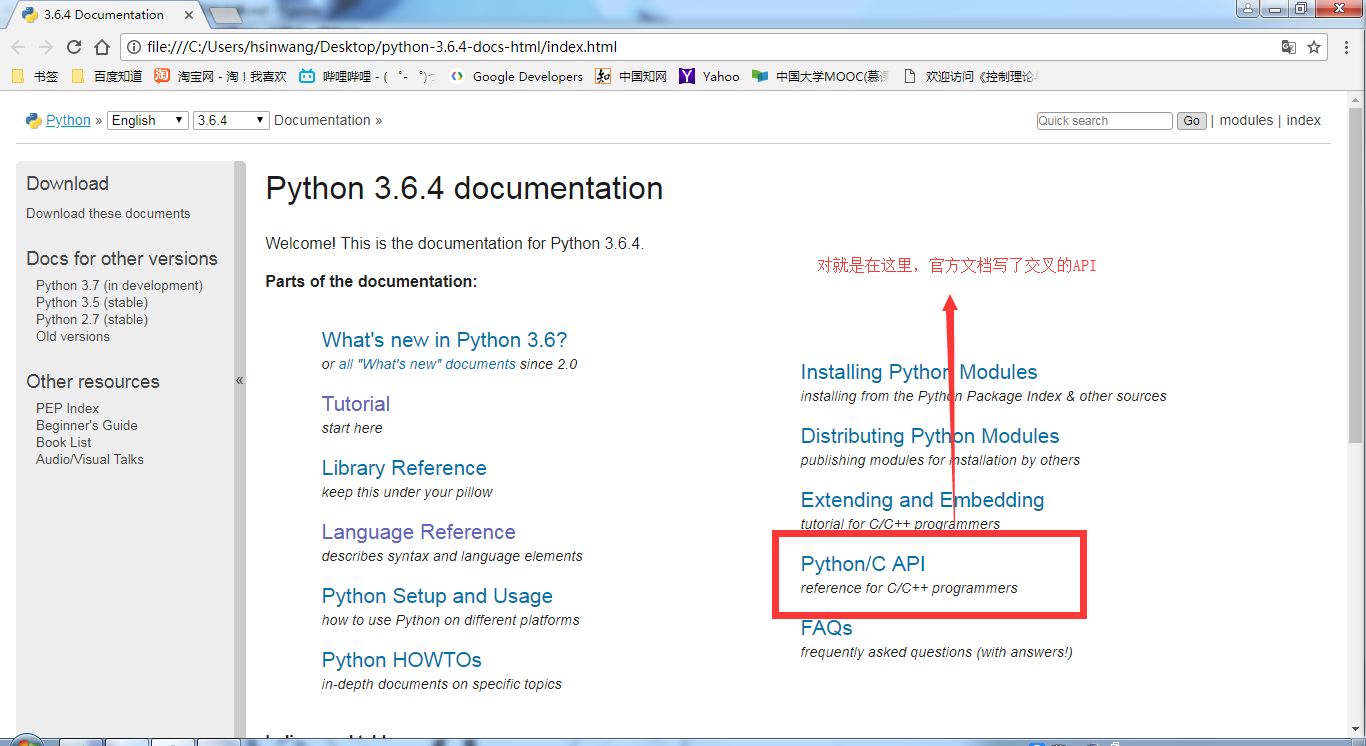 3.6.4 Documentation
file:///C:/Users/hsinwang/Desktop/python-3.6.4-docs-html/index.html
书签 百度知道 淘宝网 - 淘！我喜欢 哔哩哔哩 - ( ゜- ゜)つ Google Developers 中国知网 Yahoo 中国大学MOOC(慕课 欢迎访问《控制理论
Python » English 3.6.4 Documentation »
Quick search Go | modules | index
Download
Download these documents
Docs for other versions
Python 3.7 (in development)
Python 3.5 (stable)
Python 2.7 (stable)
Old versions
Other resources
PEP Index
Beginner's Guide
Book List
Audio/Visual Talks
«
Python 3.6.4 documentation
Welcome! This is the documentation for Python 3.6.4.
Parts of the documentation:
对就是在这里，官方文档写了交叉的API
What's new in Python 3.6?
or all "What's new" documents since 2.0
Tutorial
start here
Library Reference
keep this under your pillow
Language Reference
describes syntax and language elements
Python Setup and Usage
how to use Python on different platforms
Python HOWTOs
in-depth documents on specific topics
Installing Python Modules
installing from the Python Package Index & other sources
Distributing Python Modules
publishing modules for installation by others
Extending and Embedding
tutorial for C/C++ programmers
Python/C API
reference for C/C++ programmers
FAQs
frequently asked questions (with answers!)